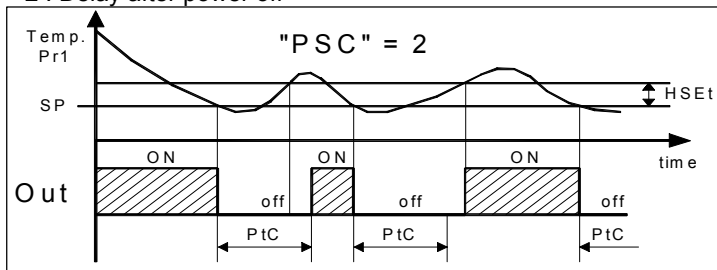 2 : Delay after power off
Temp.
Pr1
"PSC" = 2
SP
HSEt
ON
ON
ON
time
Out
off
off
off
PtC
PtC
PtC